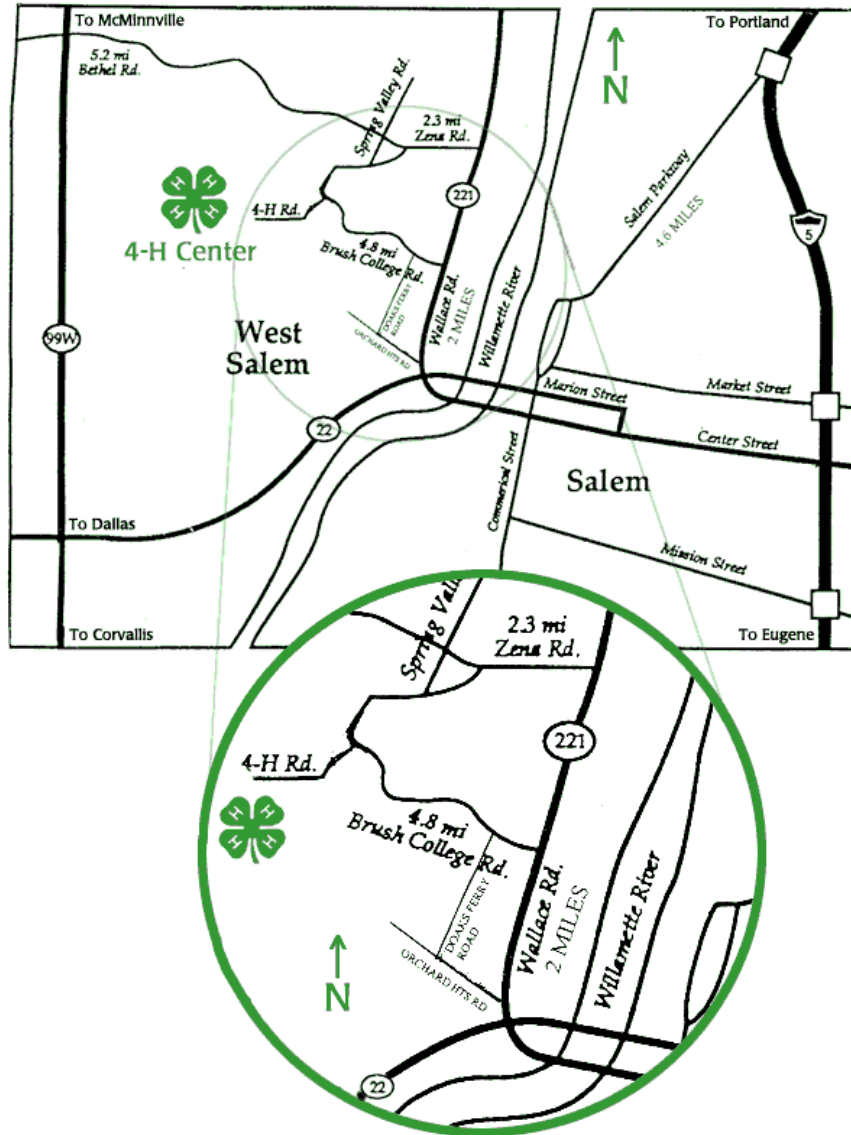 To McMinnville
To Portland
5.2 mi
Bethel Rd.
Spring Valley Rd.
2.3 mi
Zena Rd.
N
H H
H H
4-H Center
4-H Rd.
221
Salem Parkway
4.6 MILES
5
4.8 mi
Brush College Rd.
DOAKS FERRY
ROAD
ORCHARD HTS RD
Wallace Rd.
2 MILES
Willamette River
99W
West
Salem
Marion Street
Market Street
22
Center Street
Commerical Street
Salem
To Dallas
Mission Street
To Corvallis
To Eugene
Spring Vall
2.3 mi
Zena Rd.
221
4-H Rd.
H H
H H
4.8 mi
Brush College Rd.
DOAKS FERRY
ROAD
ORCHARD HTS RD
Wallace Rd.
2 MILES
Willamette River
N
22